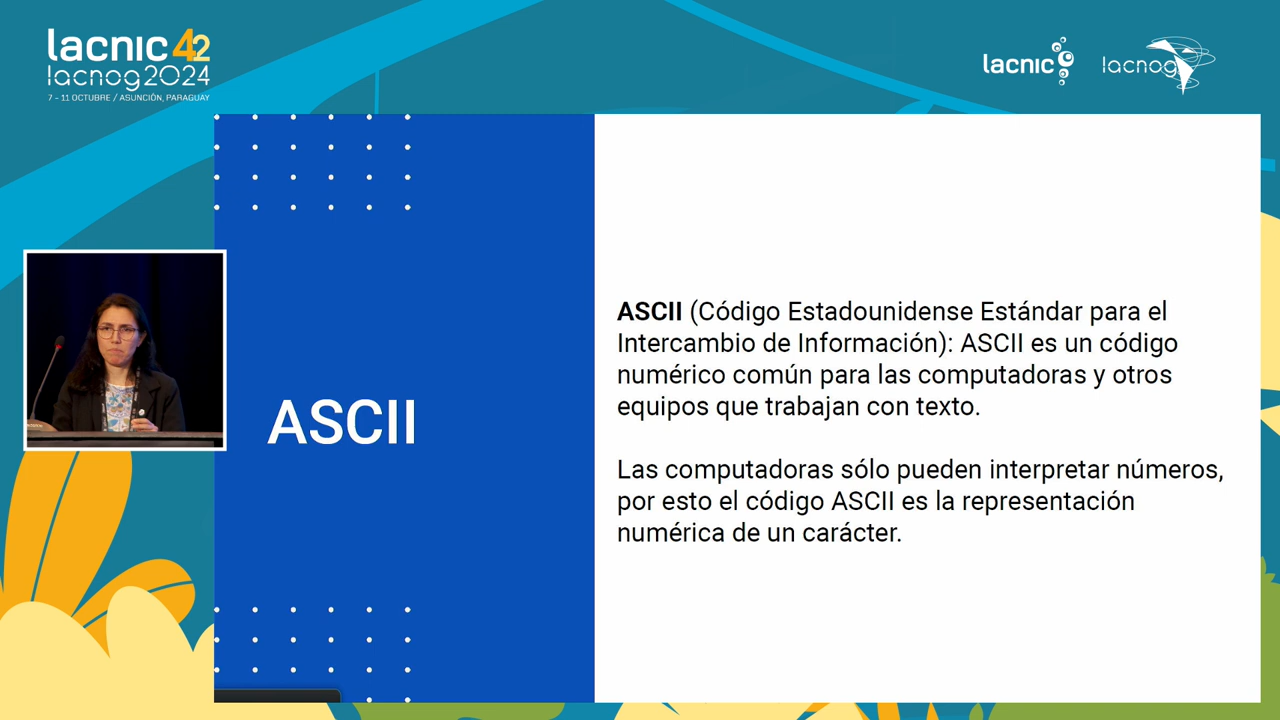 lacnic 42
lacnog2024
7 - 11 OCTUBRE / ASUNCIÓN, PARAGUAY
lacnic
lacnog
ASCII
ASCII (Código Estadounidense Estándar para el
Intercambio de Información): ASCII es un código
numérico común para las computadoras y otros
equipos que trabajan con texto.
Las computadoras sólo pueden interpretar números,
por esto el código ASCII es la representación
numérica de un carácter.